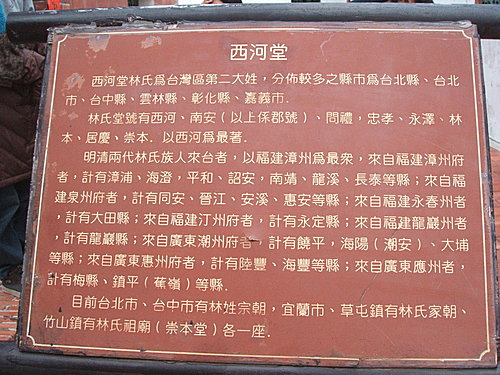 西河堂
西河堂林氏爲台灣區第二大姓，分佈較多之縣市爲台北縣、台北
市、台中縣、雲林縣、彰化縣、嘉義市．
林氏堂號有西河、南安（以上係郡號）、問禮，忠孝、永澤、林
本、居慶、崇本．以西河爲最著．
明清兩代林氏族人來台者，以福建漳州爲最衆，來自福建漳州府
者，計有漳浦、海澄，平和、詔安，南靖、龍溪、長泰等縣；來自福
建泉州府者，計有同安、晉江、安溪、惠安等縣；來自福建永春州者
，計有大田縣；來自福建汀州府者，計有永定縣；來自福建龍巖州者
，計有龍巖縣；來自廣東潮州府者，計有饒平，海陽（潮安）、大埔
等縣；來自廣東惠州府者，計有陸豐、海豐等縣；來自廣東應州者，
計有梅縣、鎮平（蕉嶺）等縣．
目前台北市、台中市有林姓宗朝，宜蘭市、草屯鎮有林氏家朝、
竹山鎮有林氏祖廟（崇本堂）各一座．